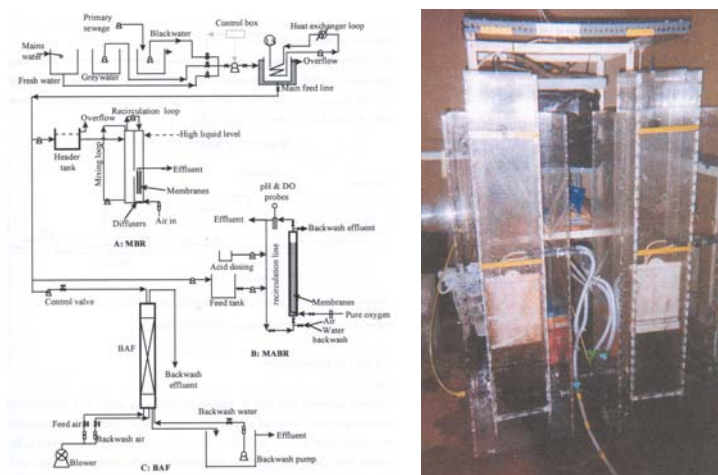 Primary
sewage
Blackwater
Control box
Heat exchanger loop
Mains
water
Greywater
Fresh water
Overflow
Main feed line
Overflow
Recirculation loop
High liquid level
Header
tank
Mixing loop
Effluent
Membranes
Diffusers
Air in
A: MBR
pH & DO
probes
Effluent
Backwash effluent
Acid dosing
recirculation line
Feed tank
Membranes
Pure oxygen
Air
Water
backwash
B: MABR
Control valve
BAF
Backwash
effluent
Feed air
Backwash air
Blower
Backwash water
Effluent
Backwash pump
C: BAF